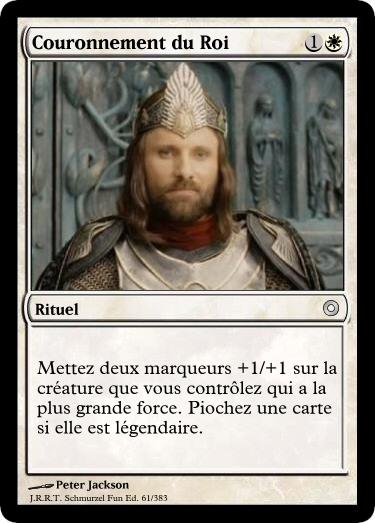 Couronnement du Roi 1
Rituel
Mettez deux marqueurs +1/+1 sur la
créature que vous contrôlez qui a la
plus grande force. Piochez une carte
si elle est légendaire.
Peter Jackson
J.R.R.T. Schmurzel Fun Ed. 61/383